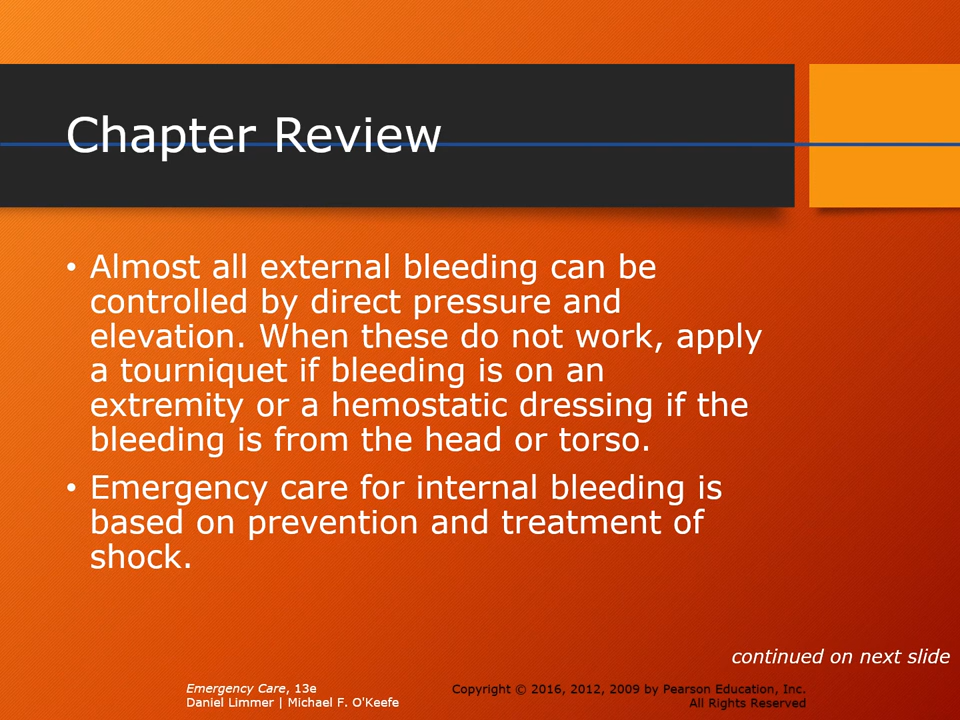 Chapter Review
• Almost all external bleeding can be
controlled by direct pressure and
elevation. When these do not work, apply
a tourniquet if bleeding is on an
extremity or a hemostatic dressing if the
bleeding is from the head or torso.
• Emergency care for internal bleeding is
based on prevention and treatment of
shock.
continued on next slide
Emergency Care, 13e
Daniel Limmer | Michael F. O'Keefe
Copyright © 2016, 2012, 2009 by Pearson Education, Inc.
All Rights Reserved